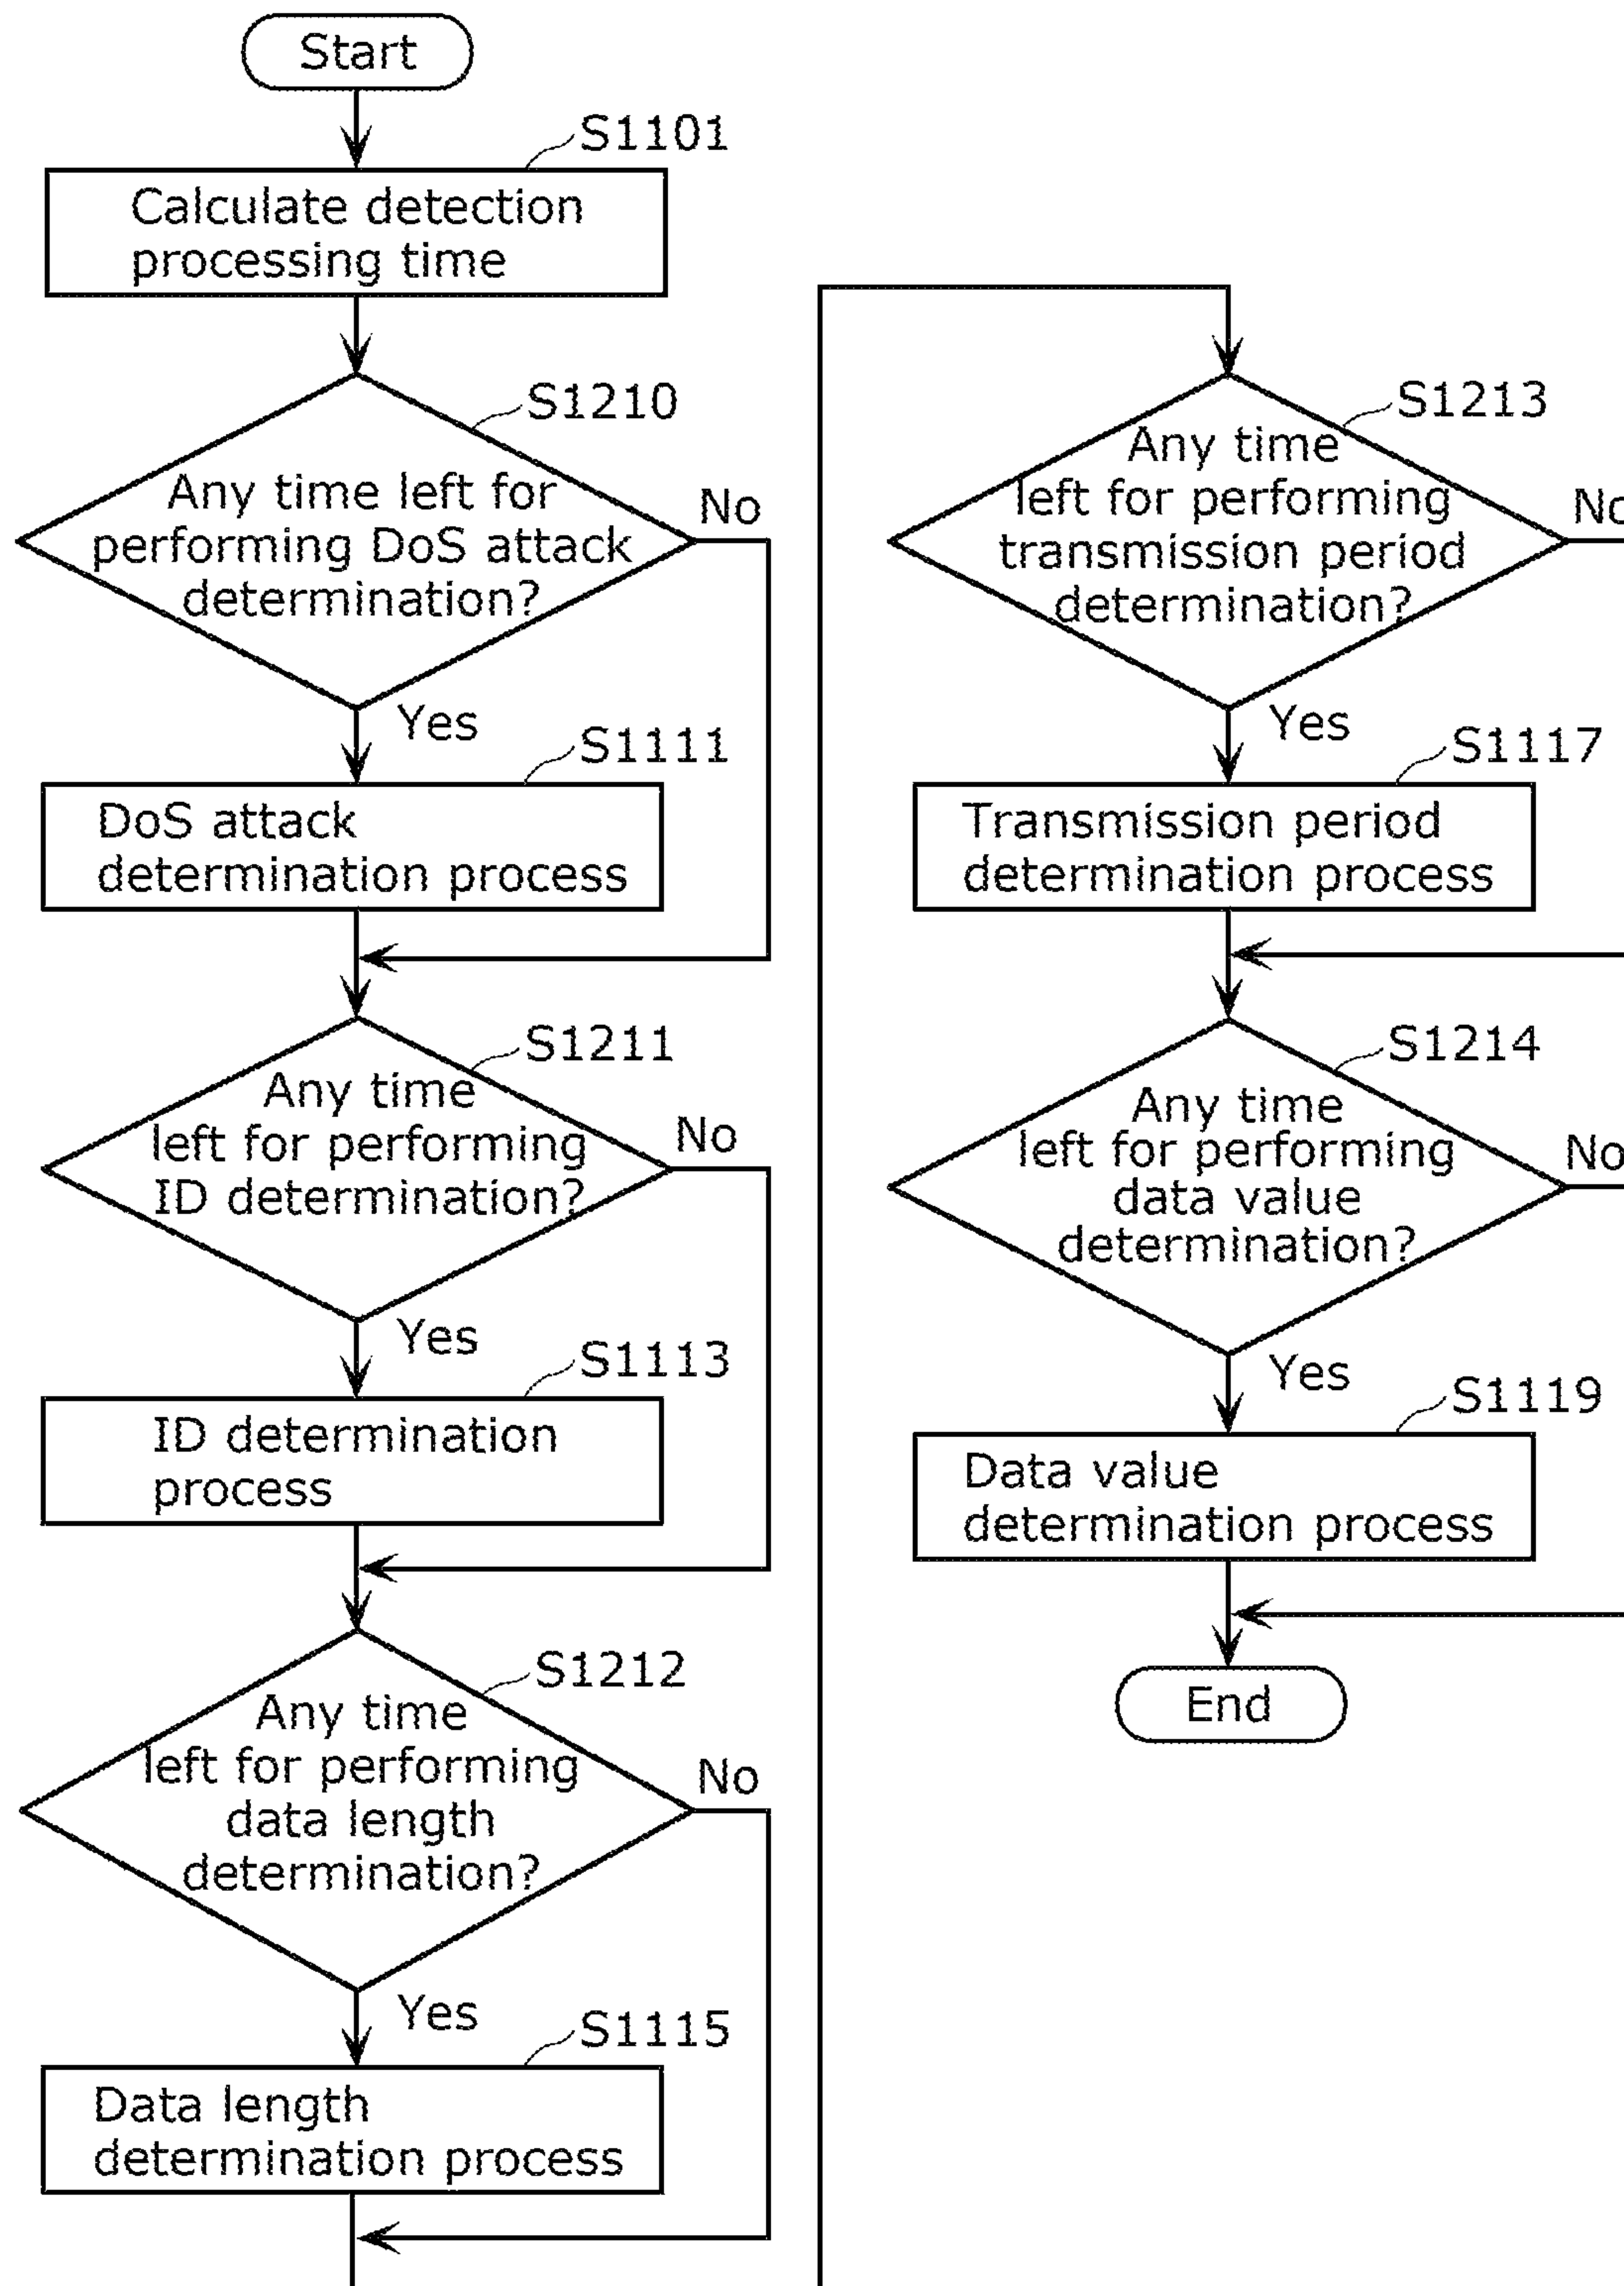 Start
S1101
Calculate detection
processing time
S1210
Any time left for
performing DoS attack
determination?
No
Yes
S1111
DoS attack
determination process
S1211
Any time
left for performing
ID determination?
No
Yes
S1113
ID determination
process
S1212
Any time
left for performing
data length
determination?
No
Yes
S1115
Data length
determination process
S1213
Any time
left for performing
transmission period
determination?
No
Yes
S1117
Transmission period
determination process
S1214
Any time
left for performing
data value
determination?
No
Yes
S1119
Data value
determination process
End